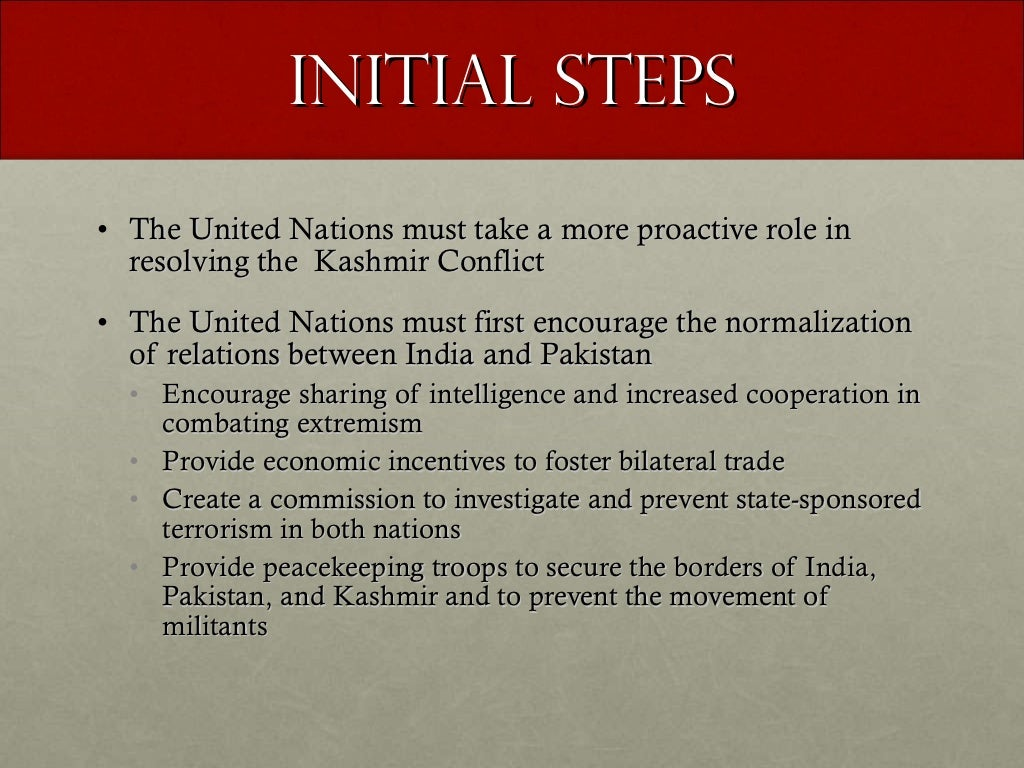 INITIAL STEPS
• The United Nations must take a more proactive role in
resolving the  Kashmir Conflict
• The United Nations must first encourage the normalization
of relations between India and Pakistan
• Encourage sharing of intelligence and increased cooperation in
combating extremism
• Provide economic incentives to foster bilateral trade
• Create a commission to investigate and prevent state-sponsored
terrorism in both nations
• Provide peacekeeping troops to secure the borders of India,
Pakistan, and Kashmir and to prevent the movement of
militants